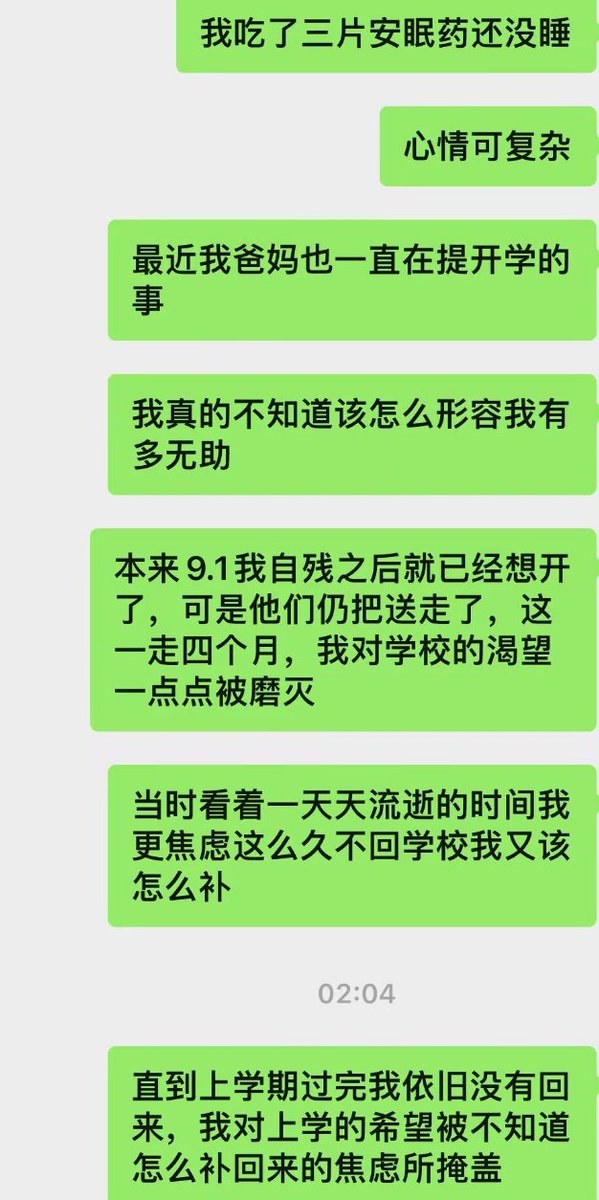 我吃了三片安眠药还没睡
心情可复杂
最近我爸妈也一直在提开学的
事
我真的不知道该怎么形容我有
多无助
本来9.1我自残之后就已经想开
了，可是他们仍把送走了，这
一走四个月，我对学校的渴望
一点点被磨灭
当时看着一天天流逝的时间我
更焦虑这么久不回学校我又该
怎么补
02:04
直到上学期过完我依旧没有回
来，我对上学的希望被不知道
怎么补回来的焦虑所掩盖